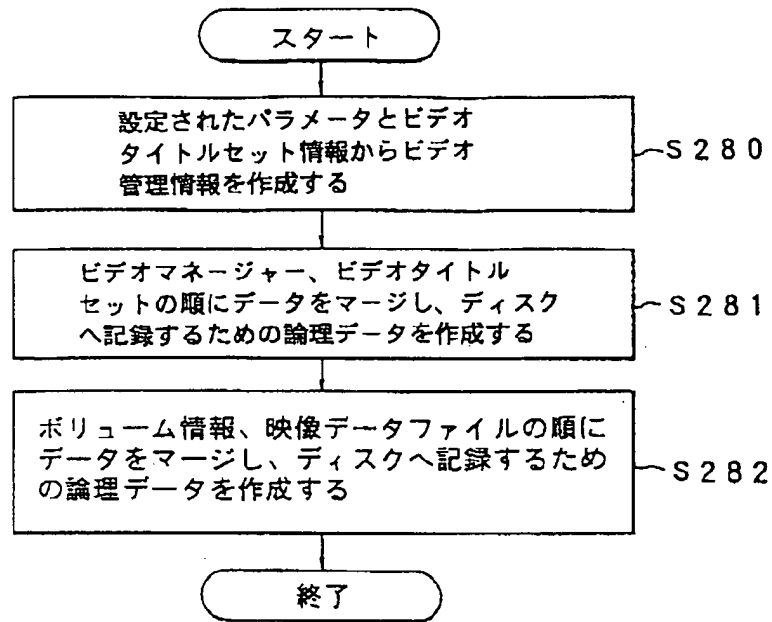 スタート
設定されたパラメータとビデオ
タイトルセット情報からビデオ
管理情報を作成する
S280
ビデオマネージャー、ビデオタイトル
セットの順にデータをマージし、ディスク
へ記録するための論理データを作成する
S281
ボリューム情報、映像データファイルの順に
データをマージし、ディスクへ記録するため
の論理データを作成する
S282
終了